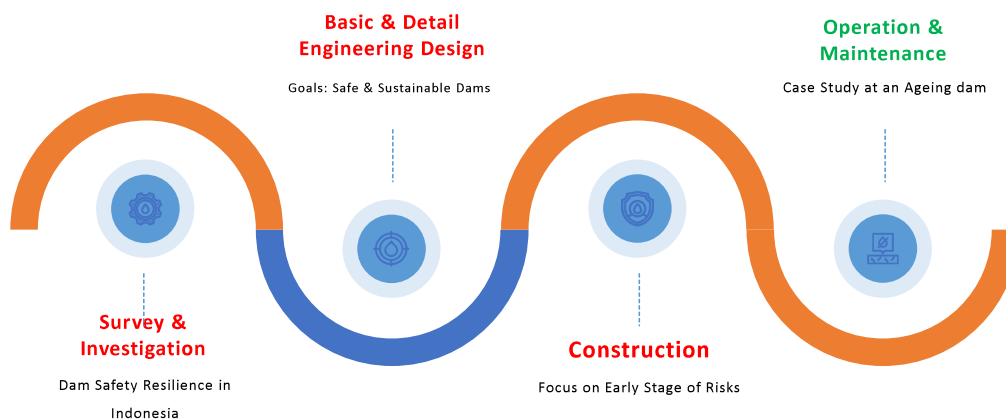 Basic & Detail
Engineering Design
Goals: Safe & Sustainable Dams
Operation &
Maintenance
Case Study at an Ageing dam
Survey &
Investigation
Dam Safety Resilience in
Indonesia
Construction
Focus on Early Stage of Risks